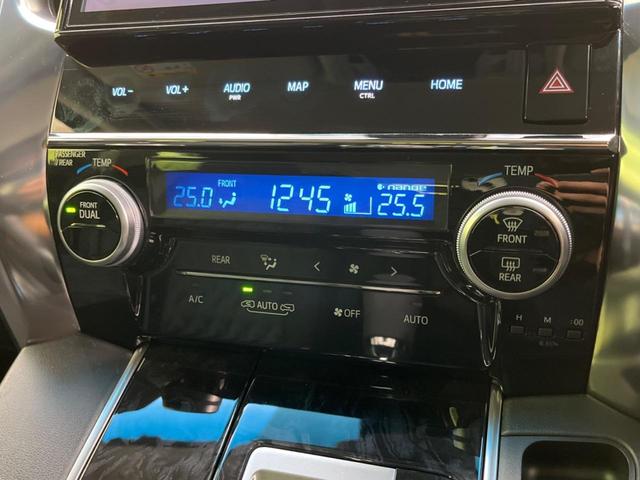 VOL- VOL+ AUDIO MAP MENU HOME
PWR CTRL
PASSENGER
/ REAR
TEMP TEMP
FRONT
25.0 12:45 nanoe 25.5
FRONT
DUAL
FRONT
REAR
REAR
A/C AUTO OFF AUTO
H M :00